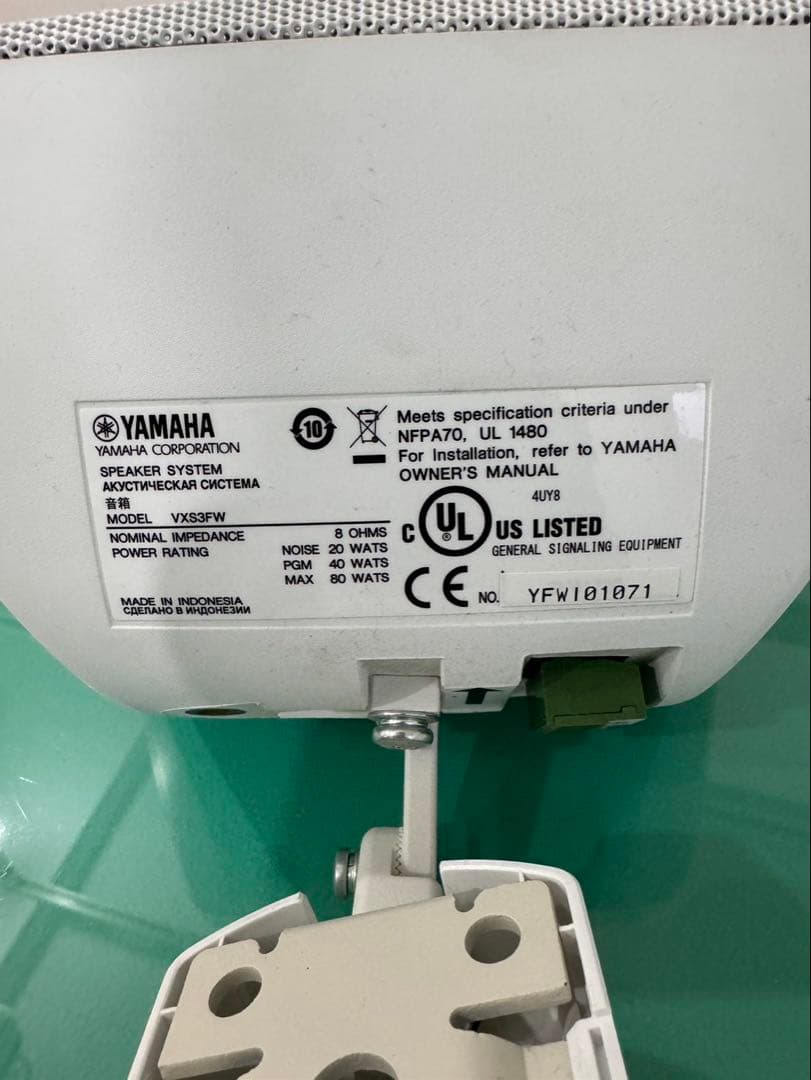 YAMAHA
YAMAHA CORPORATION
SPEAKER SYSTEM
АКУСТИЧЕСКАЯ СИСТЕМА
音箱
MODEL VXS3FW
NOMINAL IMPEDANCE 8 OHMS
POWER RATING NOISE 20 WATS
PGM 40 WATS
MAX 80 WATS
MADE IN INDONESIA
СДЕЛАНО В ИНДОНЕЗИИ
10
Meets specification criteria under
NFPA70, UL 1480
For Installation, refer to YAMAHA
OWNER'S MANUAL
4UY8
C UL ® US LISTED
GENERAL SIGNALING EQUIPMENT
CE NO. YFWI01071